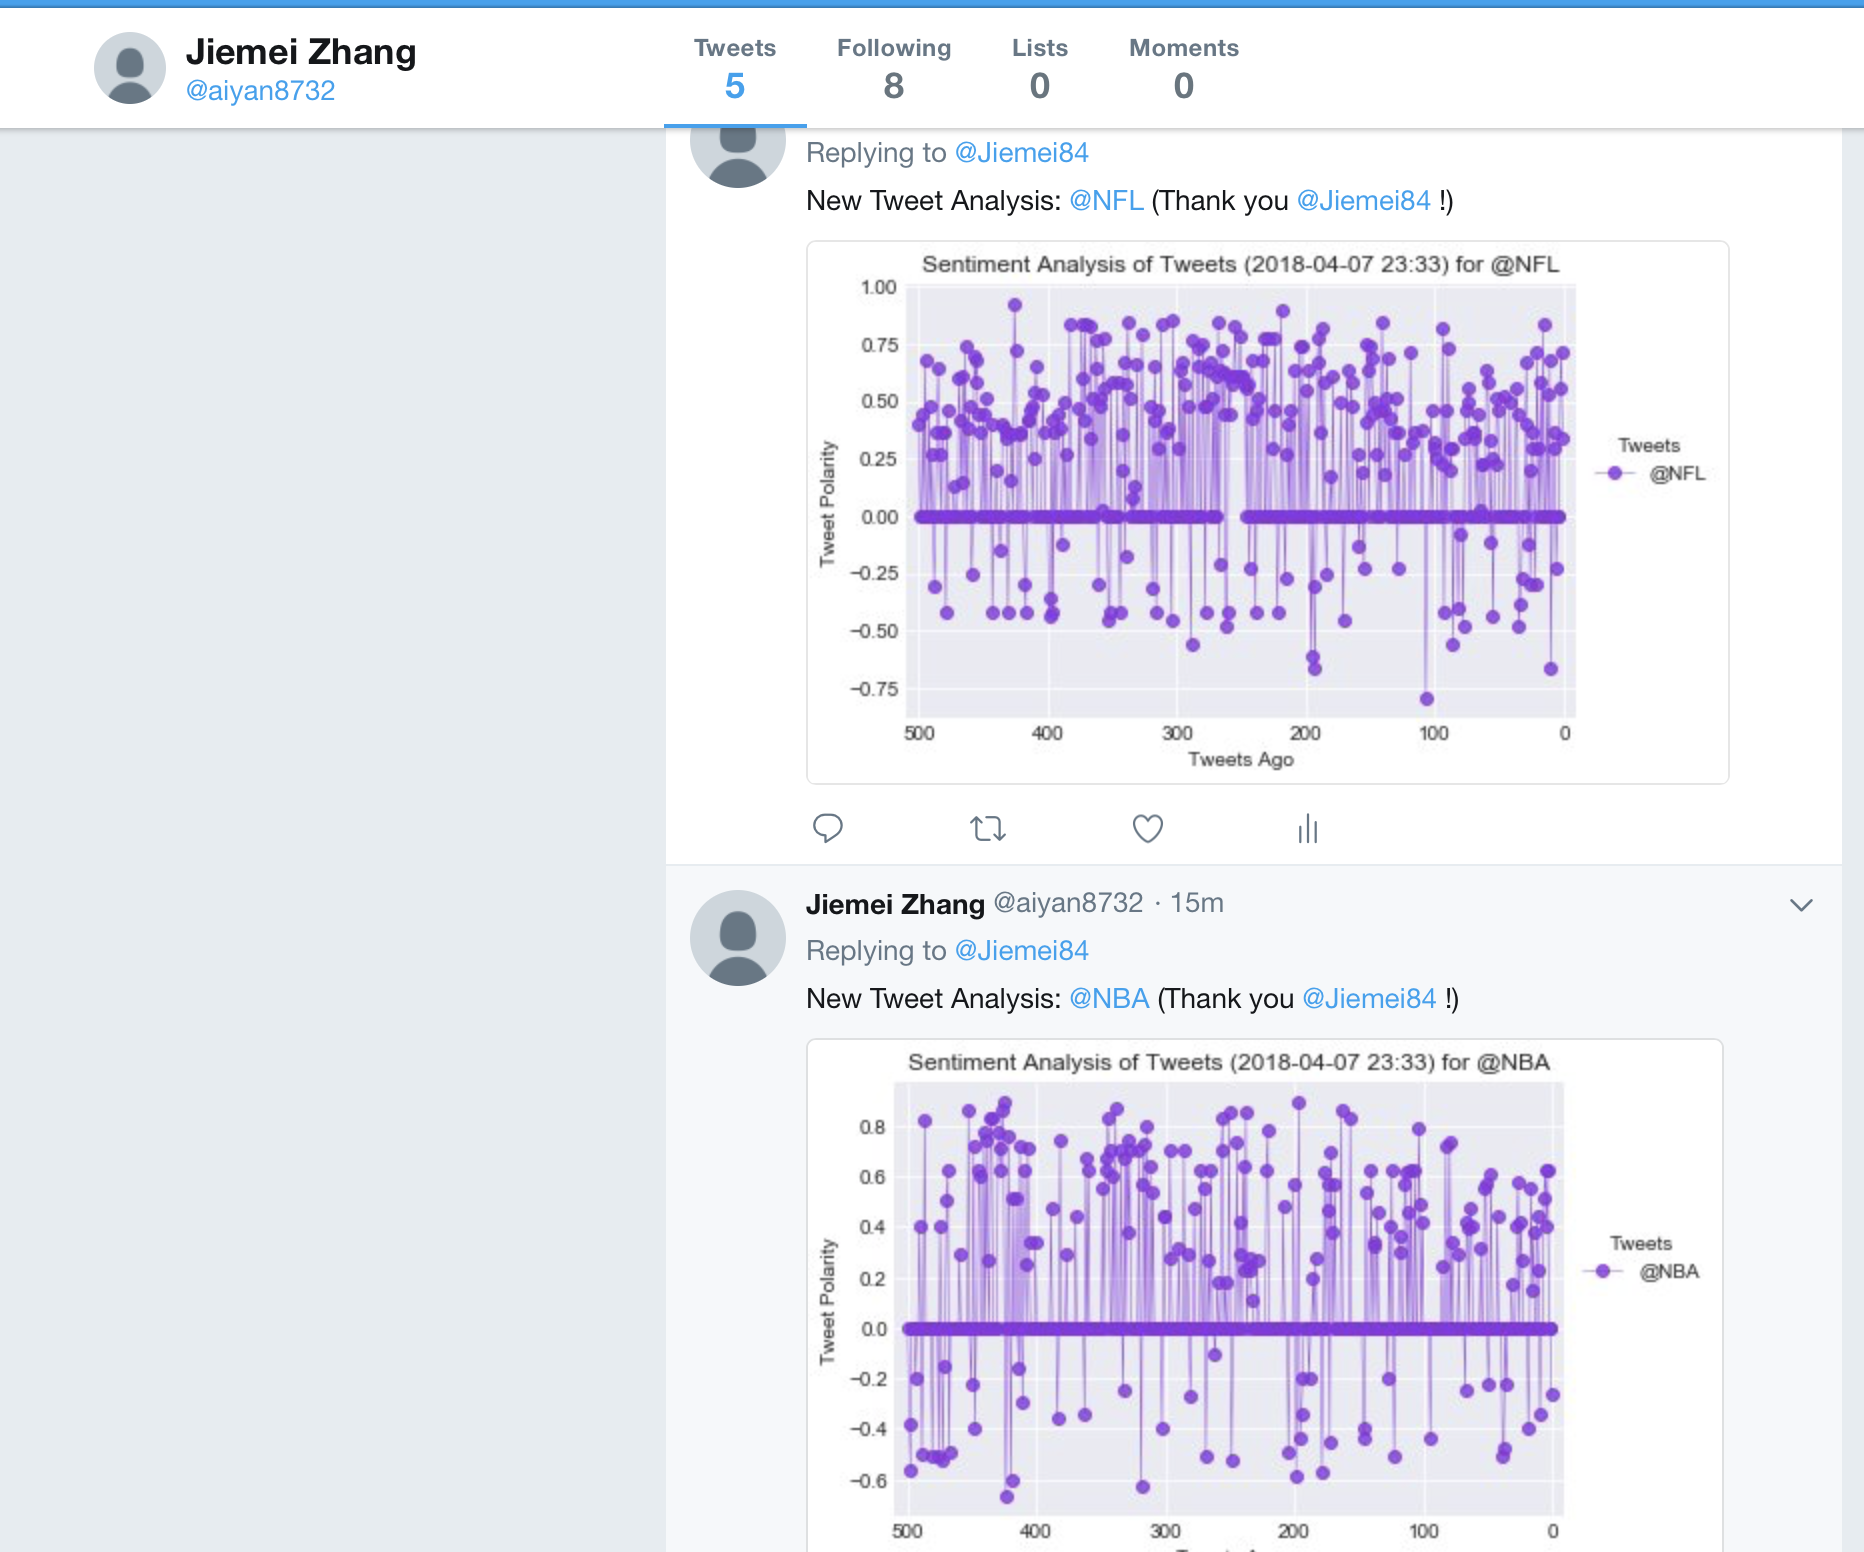 Jiemei Zhang
@aiyan8732
Tweets Following Lists Moments
5 8 0 0
Replying to @Jiemei84
New Tweet Analysis: @NFL (Thank you @Jiemei84 !)
Sentiment Analysis of Tweets (2018-04-07 23:33) for @NFL
1.00
0.75
0.50
0.25
0.00
−0.25
−0.50
−0.75
Tweet Polarity
500 400 300 200 100 0
Tweets Ago
Tweets
@NFL
Jiemei Zhang @aiyan8732 · 15m
Replying to @Jiemei84
New Tweet Analysis: @NBA (Thank you @Jiemei84 !)
Sentiment Analysis of Tweets (2018-04-07 23:33) for @NBA
0.8
0.6
0.4
0.2
0.0
−0.2
−0.4
−0.6
Tweet Polarity
500 400 300 200 100 0
Tweets
@NBA